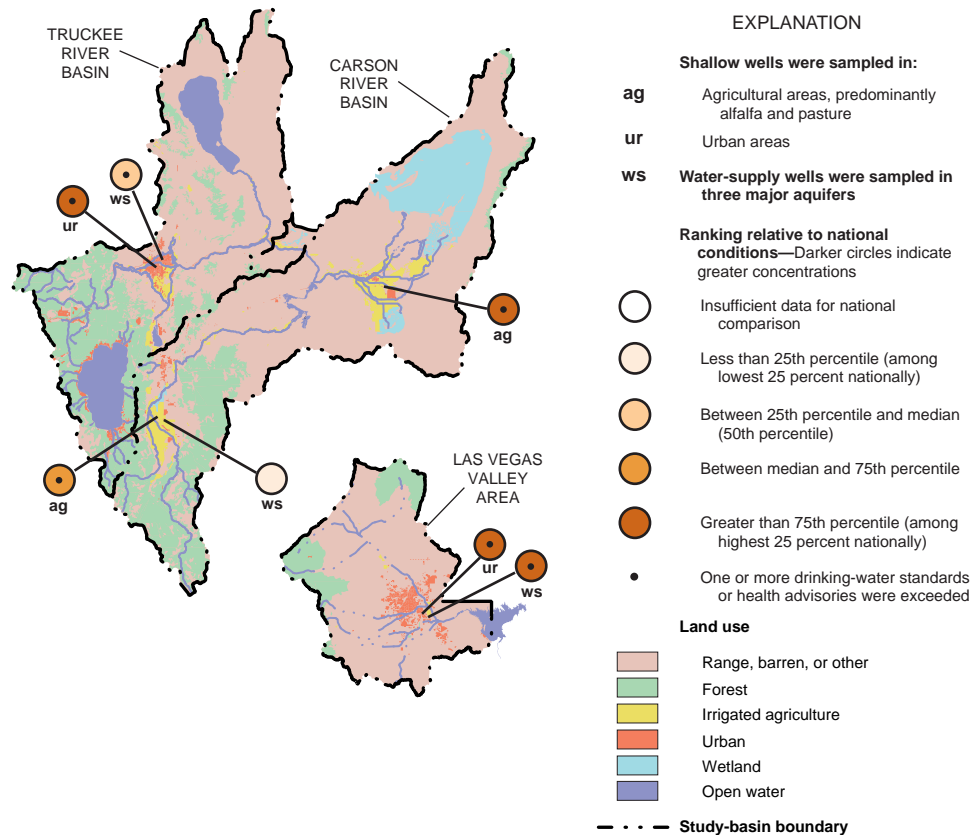 TRUCKEE
RIVER
BASIN
CARSON
RIVER
BASIN
ws
ur
ag
ag
ws
LAS VEGAS
VALLEY
AREA
ur
ws
EXPLANATION
Shallow wells were sampled in:
ag Agricultural areas, predominantly
alfalfa and pasture
ur Urban areas
ws Water-supply wells were sampled in
three major aquifers
Ranking relative to national
conditions—Darker circles indicate
greater concentrations
Insufficient data for national
comparison
Less than 25th percentile (among
lowest 25 percent nationally)
Between 25th percentile and median
(50th percentile)
Between median and 75th percentile
Greater than 75th percentile (among
highest 25 percent nationally)
One or more drinking-water standards
or health advisories were exceeded
Land use
Range, barren, or other
Forest
Irrigated agriculture
Urban
Wetland
Open water
Study-basin boundary